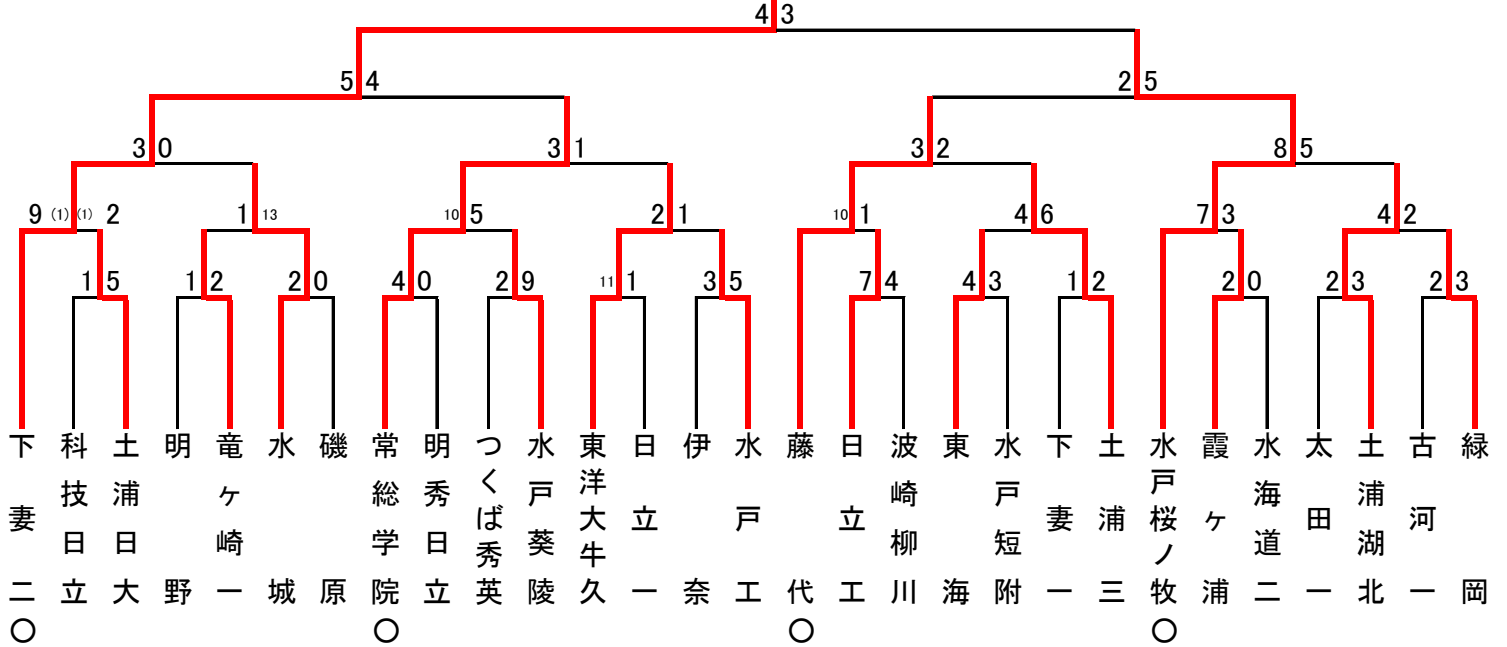 4 3
5 4
2 5
3 0
3 1
3 2
8 5
9 (1) (1) 2
1 13
10 5
2 1
10 1
4 6
7 3
4 2
1 5
1 2
2 0
4 0
2 9
11 1
3 5
7 4
4 3
1 2
2 0
2 3
2 3
下妻二
科技日立
土浦日大
明野
竜ヶ崎一
水城
磯原
常総学院
明秀日立
つくば秀英
水戸葵陵
東洋大牛久
日立一
伊奈
水戸工
藤代
日立工
波崎柳川
東海
水戸短附
下妻一
土浦三
水戸桜ノ牧
霞ヶ浦
水海道二
太田一
土浦湖北
古河一
緑岡
○
○
○
○